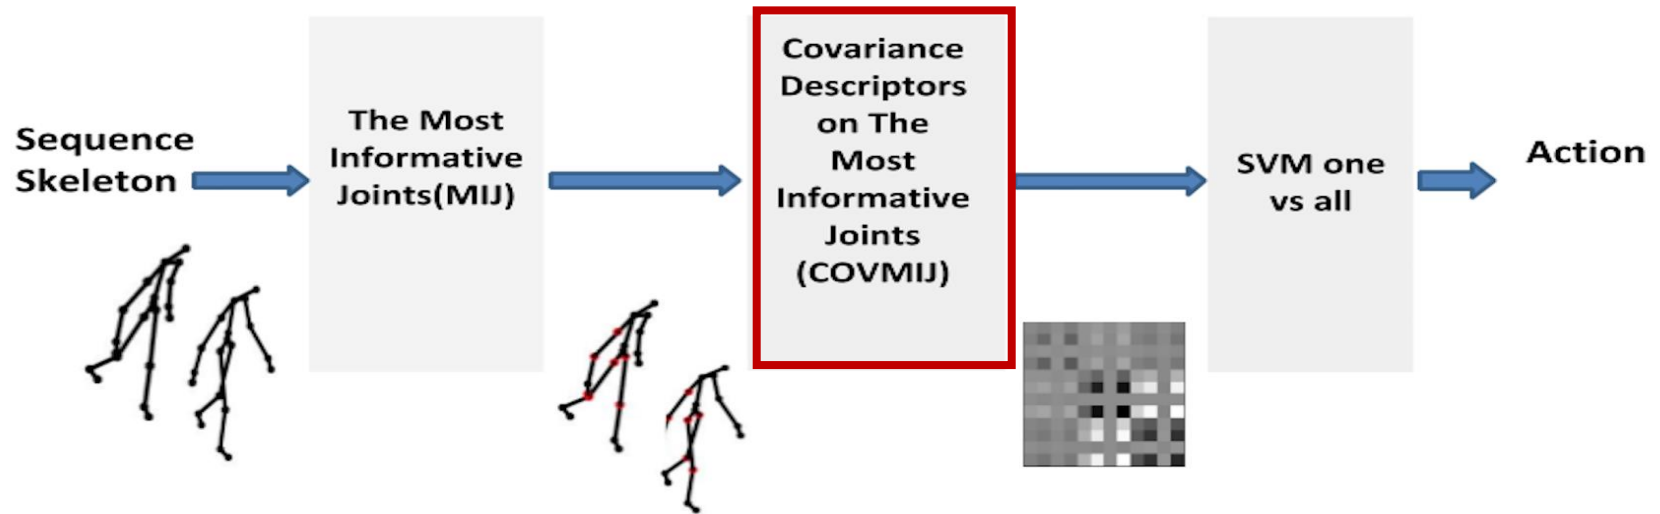 Sequence
Skeleton
The Most
Informative
Joints(MIJ)
Covariance
Descriptors
on The
Most
Informative
Joints
(COVMIJ)
SVM one
vs all
Action